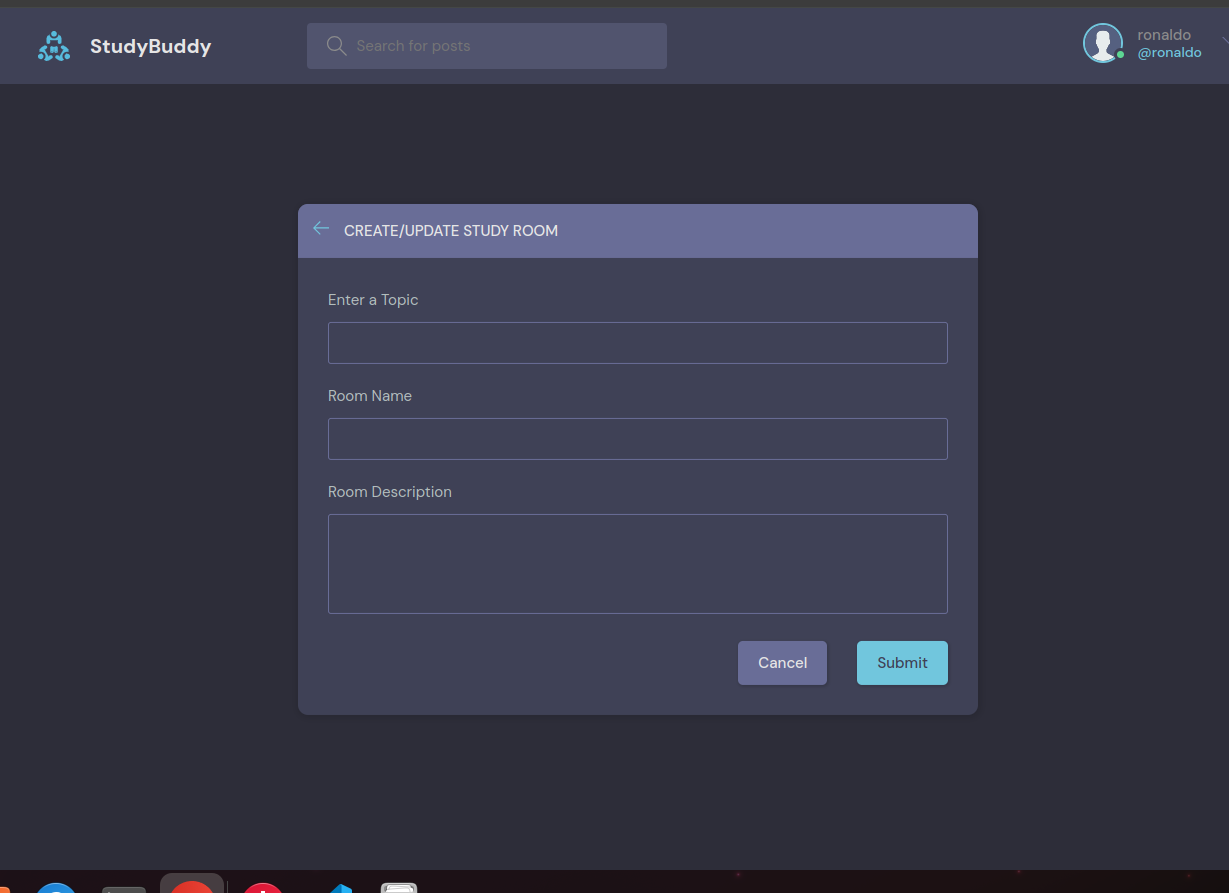 StudyBuddy
Search for posts
ronaldo
@ronaldo
CREATE/UPDATE STUDY ROOM
Enter a Topic
Room Name
Room Description
Cancel
Submit